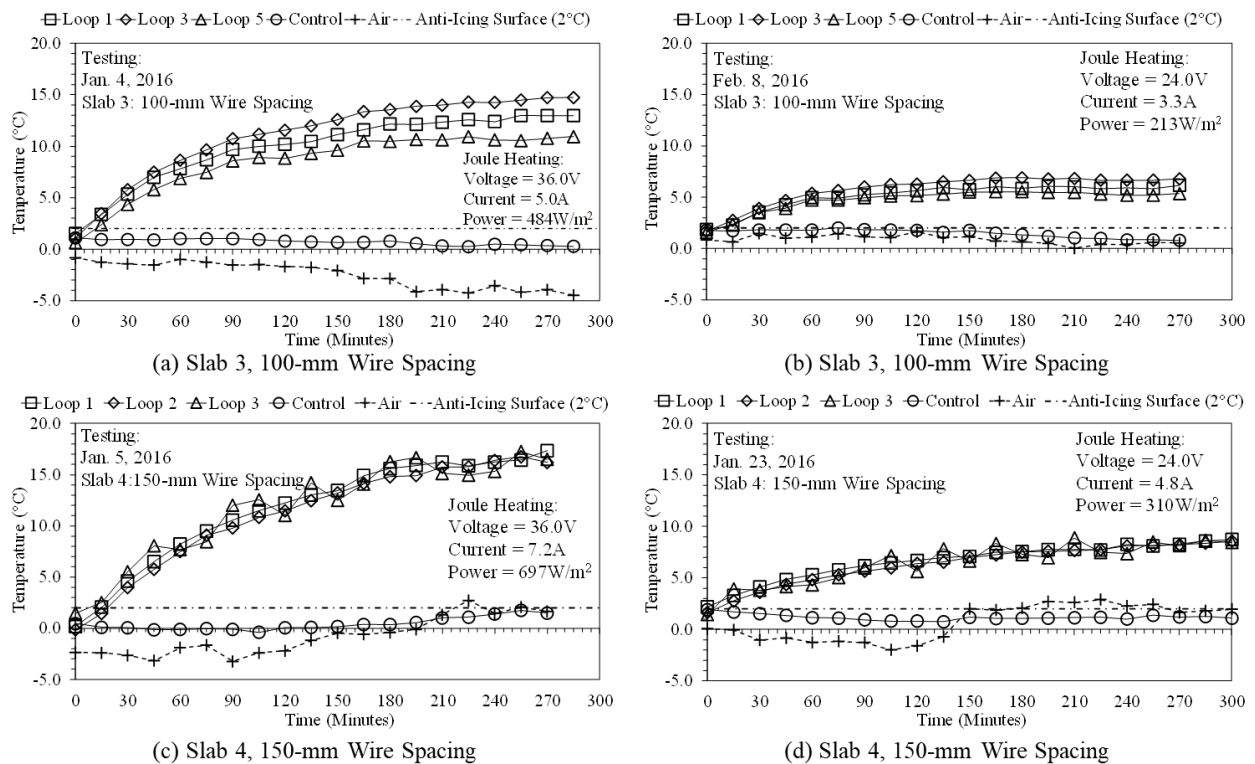 Loop 1 Loop 3 Loop 5 Control Air Anti-Icing Surface (2°C)
20.0
15.0
10.0
5.0
0.0
-5.0
Temperature (°C)
Testing:
Jan. 4, 2016
Slab 3: 100-mm Wire Spacing
Joule Heating:
Voltage = 36.0V
Current = 5.0A
Power = 484W/m²
0 30 60 90 120 150 180 210 240 270 300
Time (Minutes)
(a) Slab 3, 100-mm Wire Spacing
Loop 1 Loop 3 Loop 5 Control Air Anti-Icing Surface (2°C)
20.0
15.0
10.0
5.0
0.0
-5.0
Temperature (°C)
Testing:
Feb. 8, 2016
Slab 3: 100-mm Wire Spacing
Joule Heating:
Voltage = 24.0V
Current = 3.3A
Power = 213W/m²
0 30 60 90 120 150 180 210 240 270 300
Time (Minutes)
(b) Slab 3, 100-mm Wire Spacing
Loop 1 Loop 2 Loop 3 Control Air Anti-Icing Surface (2°C)
20.0
15.0
10.0
5.0
0.0
-5.0
Temperature (°C)
Testing:
Jan. 5, 2016
Slab 4:150-mm Wire Spacing
Joule Heating:
Voltage = 36.0V
Current = 7.2A
Power = 697W/m²
0 30 60 90 120 150 180 210 240 270 300
Time (Minutes)
(c) Slab 4, 150-mm Wire Spacing
Loop 1 Loop 2 Loop 3 Control Air Anti-Icing Surface (2°C)
20.0
15.0
10.0
5.0
0.0
-5.0
Temperature (°C)
Testing:
Jan. 23, 2016
Slab 4: 150-mm Wire Spacing
Joule Heating:
Voltage = 24.0V
Current = 4.8A
Power = 310W/m²
0 30 60 90 120 150 180 210 240 270 300
Time (Minutes)
(d) Slab 4, 150-mm Wire Spacing